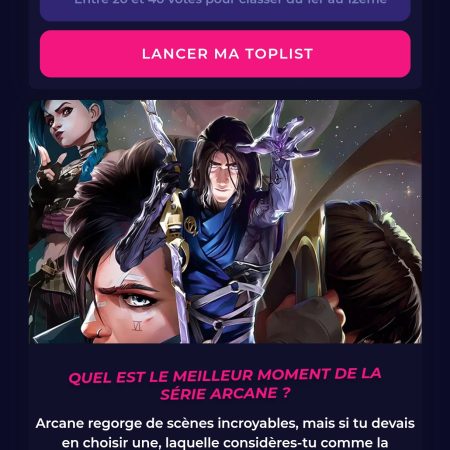 Entre 20 et 40 votes pour classer du 1er au 12ème
LANCER MA TOPLIST
VI
QUEL EST LE MEILLEUR MOMENT DE LA
SÉRIE ARCANE ?
Arcane regorge de scènes incroyables, mais si tu devais
en choisir une, laquelle considères-tu comme la